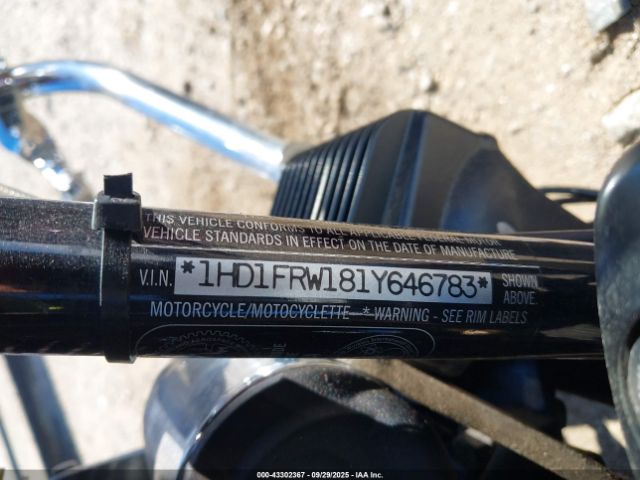 THIS VEHICLE CONFORMS TO ALL MOTOR
VEHICLE STANDARDS IN EFFECT ON THE DATE OF MANUFACTURE
V.I.N. *1HD1FRW181Y646783* SHOWN ABOVE.
MOTORCYCLE/MOTOCYCLETTE—* WARNING - SEE RIM LABELS
000-43302367 - 09/29/2025 - IAA Inc.